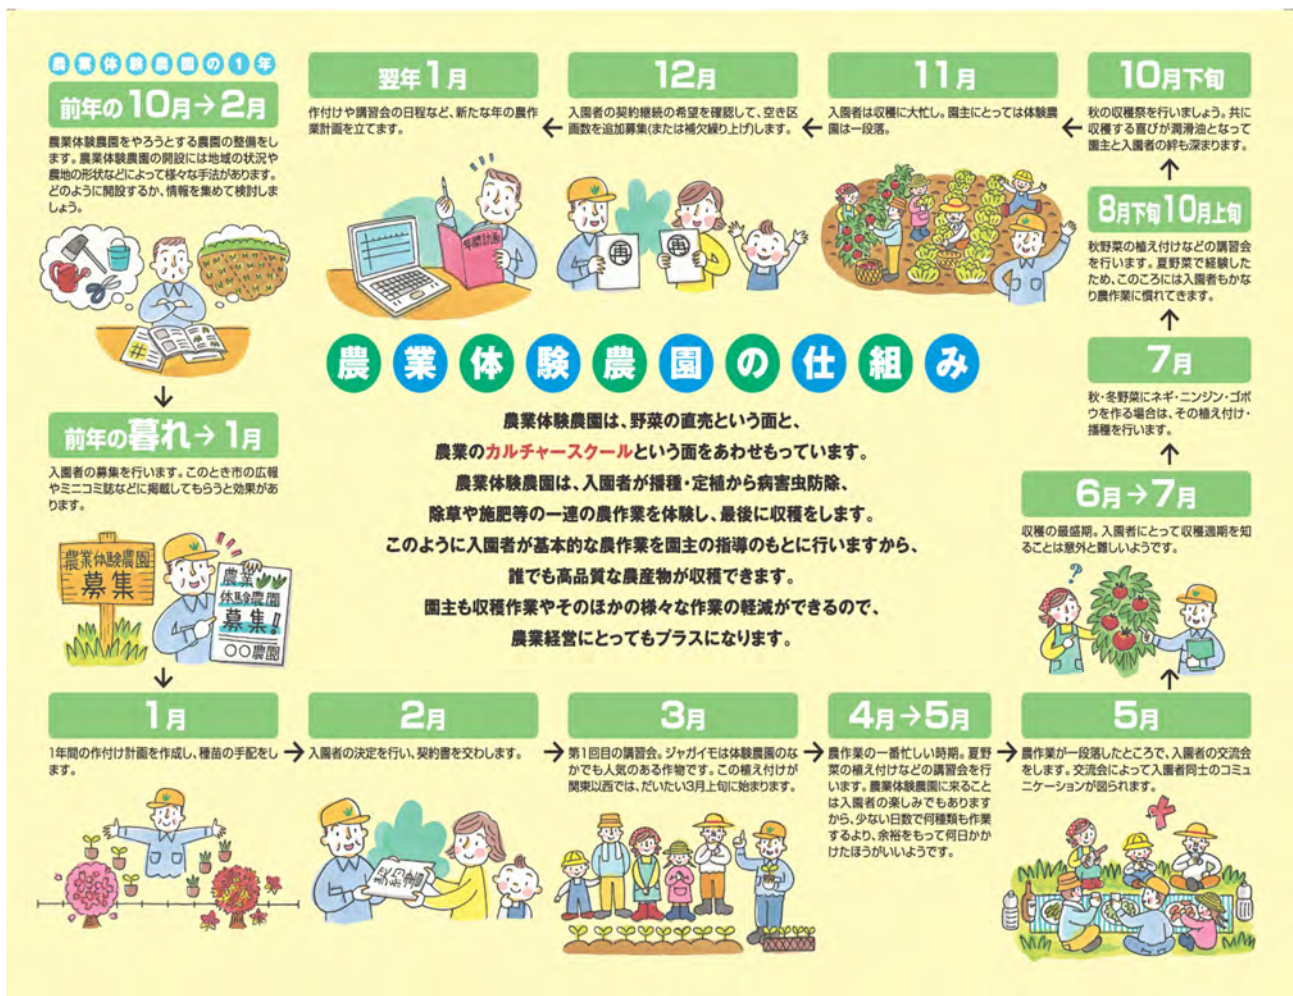 農業体験農園の1年
前年の10月→2月
農業体験農園をやろうとする農園の整備をし
ます。農業体験農園の開設には地域の状況や
農地の形状などによって様々な手法があります。
どのように開設するか、情報を集めて検討しま
しょう。
前年の暮れ→1月
入園者の募集を行います。このとき市の広報
やミニコミ誌などに掲載してもらうと効果があ
ります。
農業体験農園
募集
農業
体験農園
募集!
〇〇農園
1月
1年間の作付け計画を作成し、種苗の手配をし
ます。
2月
入園者の決定を行い、契約書を交わします。
3月
第1回目の講習会。ジャガイモは体験農園のな
かでも人気のある作物です。この植え付けが
関東以西では、だいたい3月上旬に始まります。
4月→5月
農作業の一番忙しい時期。夏野
菜の植え付けなどの講習会を行
います。農業体験農園に来ること
は入園者の楽しみでもあります
から、少ない日数で何種類も作業
するより、余裕をもって何日かか
けたほうがいいようです。
5月
農作業が一段落したところで、入園者の交流会
をします。交流会によって入園者同士のコミュ
ニケーションが図られます。
6月→7月
収穫の最盛期。入園者にとって収穫適期を知
ることは意外と難しいようです。
?
7月
秋・冬野菜にネギ・ニンジン・ゴボ
ウを作る場合は、その植え付け・
播種を行います。
8月下旬10月上旬
秋野菜の植え付けなどの講習会
を行います。夏野菜で経験した
ため、このころには入園者もかな
り農作業に慣れてきます。
10月下旬
秋の収穫祭を行いましょう。共に
収穫する喜びが潤滑油となって
園主と入園者の絆も深まります。
11月
入園者は収穫に大忙し。園主にとっては体験農
園は一段落。
12月
入園者の契約継続の希望を確認して、空き区
画数を追加募集(または補欠繰り上げ)します。
再
再
翌年1月
作付けや講習会の日程など、新たな年の農作
業計画を立てます。
年間計画
農業体験農園の仕組み
農業体験農園は、野菜の直売という面と、
農業のカルチャースクールという面をあわせもっています。
農業体験農園は、入園者が播種・定植から病害虫防除、
除草や施肥等の一連の農作業を体験し、最後に収穫をします。
このように入園者が基本的な農作業を園主の指導のもとに行いますから、
誰でも高品質な農産物が収穫できます。
園主も収穫作業やそのほかの様々な作業の軽減ができるので、
農業経営にとってもプラスになります。